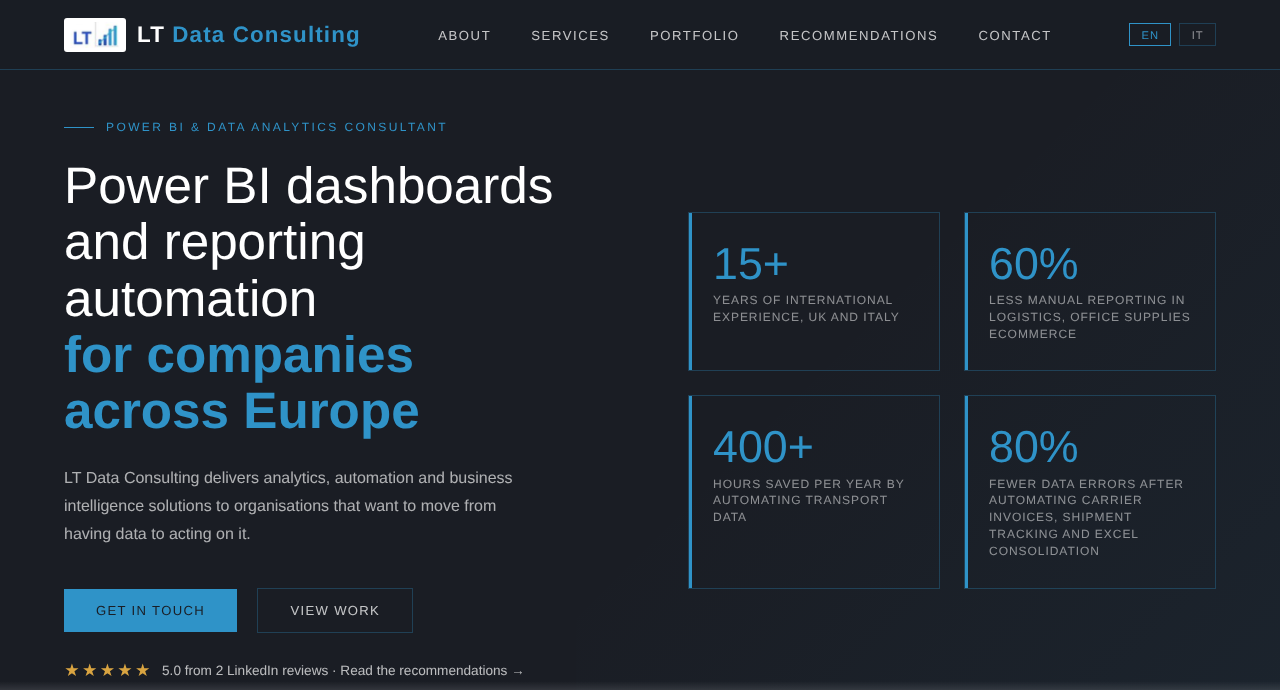 LT
LT Data Consulting
ABOUT
SERVICES
PORTFOLIO
RECOMMENDATIONS
CONTACT
EN
IT
POWER BI & DATA ANALYTICS CONSULTANT
Power BI dashboards
and reporting
automation
for companies
across Europe
LT Data Consulting delivers analytics, automation and business
intelligence solutions to organisations that want to move from
having data to acting on it.
GET IN TOUCH
VIEW WORK
★★★★★ 5.0 from 2 LinkedIn reviews · Read the recommendations →
15+
YEARS OF INTERNATIONAL
EXPERIENCE, UK AND ITALY
60%
LESS MANUAL REPORTING IN
LOGISTICS, OFFICE SUPPLIES
ECOMMERCE
400+
HOURS SAVED PER YEAR BY
AUTOMATING TRANSPORT
DATA
80%
FEWER DATA ERRORS AFTER
AUTOMATING CARRIER
INVOICES, SHIPMENT
TRACKING AND EXCEL
CONSOLIDATION